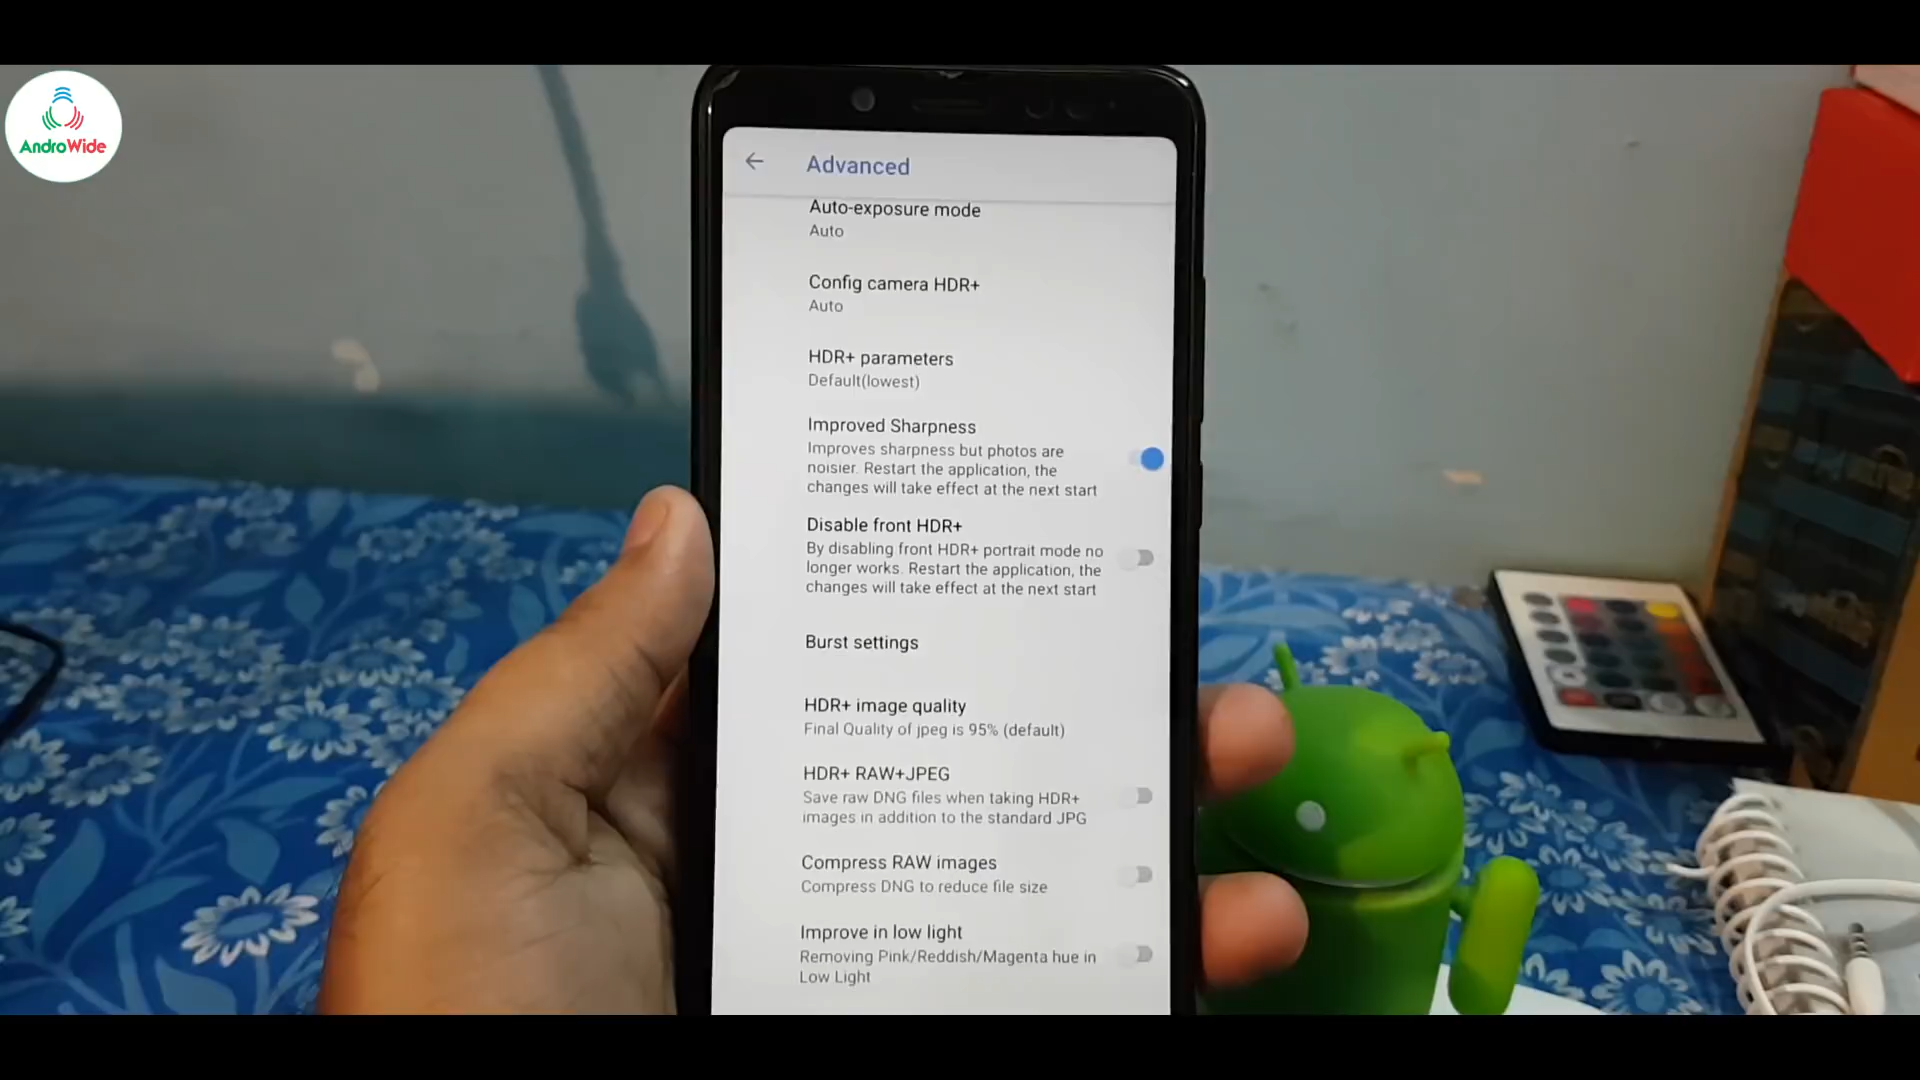 AndroWide
Advanced
Auto-exposure mode
Auto
Config camera HDR+
Auto
HDR+ parameters
Default(lowest)
Improved Sharpness
Improves sharpness but photos are
noisier. Restart the application, the
changes will take effect at the next start
Disable front HDR+
By disabling front HDR+ portrait mode no
longer works. Restart the application, the
changes will take effect at the next start
Burst settings
HDR+ image quality
Final Quality of jpeg is 95% (default)
HDR+ RAW+JPEG
Save raw DNG files when taking HDR+
images in addition to the standard JPG
Compress RAW images
Compress DNG to reduce file size
Improve in low light
Removing Pink/Reddish/Magenta hue in
Low Light